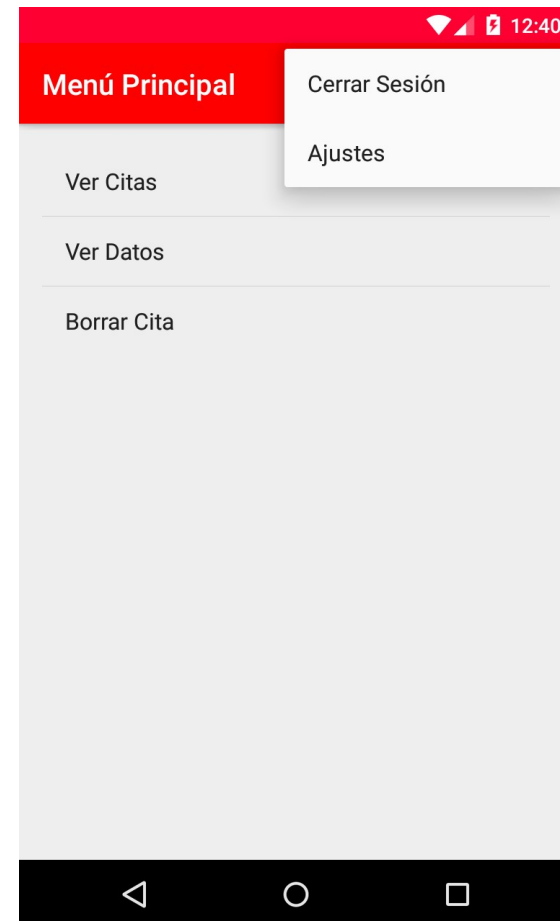 12:40
Menú Principal
Cerrar Sesión
Ajustes
Ver Citas
Ver Datos
Borrar Cita